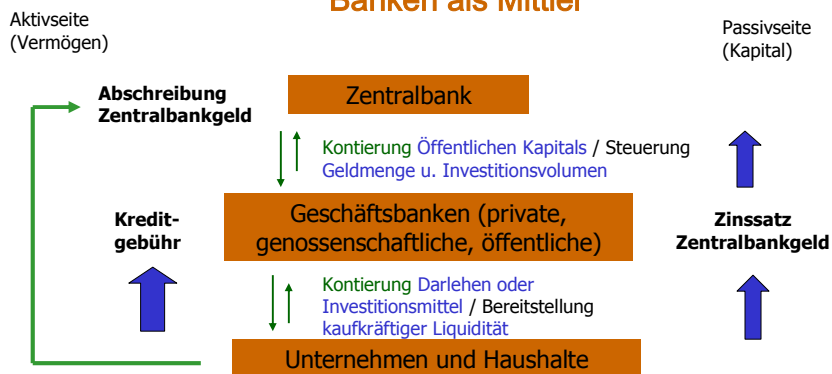 Banken als Mittler
Aktivseite
(Vermögen)
Passivseite
(Kapital)
Abschreibung
Zentralbankgeld
Zentralbank
Kontierung Öffentlichen Kapitals / Steuerung
Geldmenge u. Investitionsvolumen
Kredit-
gebühr
Geschäftsbanken (private,
genossenschaftliche, öffentliche)
Zinssatz
Zentralbankgeld
Kontierung Darlehen oder
Investitionsmittel / Bereitstellung
kaufkräftiger Liquidität
Unternehmen und Haushalte